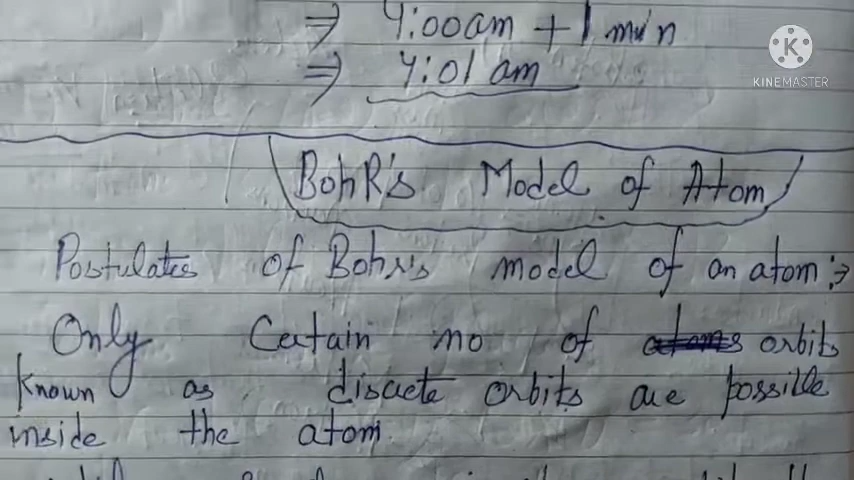 ⇒ 4:00am + 1 min
⇒ 4:01 am
KINEMASTER
BohR's Model of Atom
Postulates of Bohr's model of an atom :→
Only Certain no of atoms orbits
known as discrete orbits are possible
inside the atom.